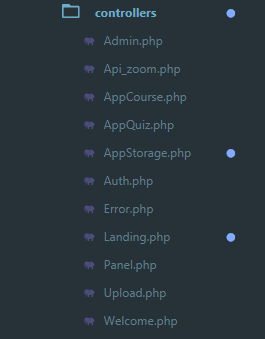 controllers
Admin.php
Api_zoom.php
AppCourse.php
AppQuiz.php
AppStorage.php
Auth.php
Error.php
Landing.php
Panel.php
Upload.php
Welcome.php